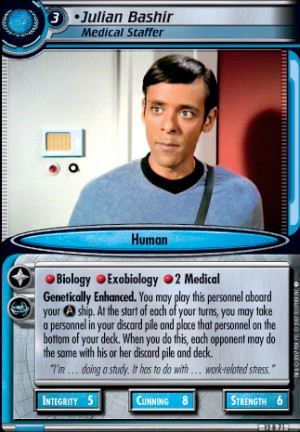 3 •Julian Bashir
Medical Staffer
Human
Biology Exobiology 2 Medical
Genetically Enhanced. You may play this personnel aboard
your ship. At the start of each of your turns, you may take
a personnel in your discard pile and place that personnel on
the bottom of your deck. When you do this, each opponent may do
the same with his or her discard pile and deck.
"I'm ... doing a study. It has to do with ... work-related stress."
INTEGRITY 5 CUNNING 8 STRENGTH 6